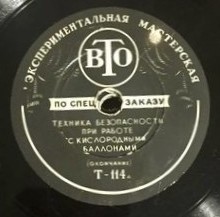 ЭКСПЕРИМЕНТАЛЬНАЯ МАСТЕРСКАЯ
ВТО
ПО СПЕЦ ЗАКАЗУ
ТЕХНИКА БЕЗОПАСНОСТИ
ПРИ РАБОТЕ
С КИСЛОРОДНЫМИ
БАЛЛОНАМИ
(ОКОНЧАНИЕ)
Т-114